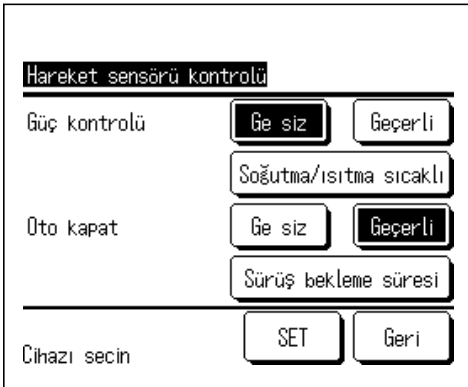 Hareket sensörü kontrolü
Güç kontrolü Ge siz Geçerli
Soğutma/ısıtma sıcaklı
Oto kapat Ge siz Geçerli
Sürüş bekleme süresi
SET Geri
Cihazı secin